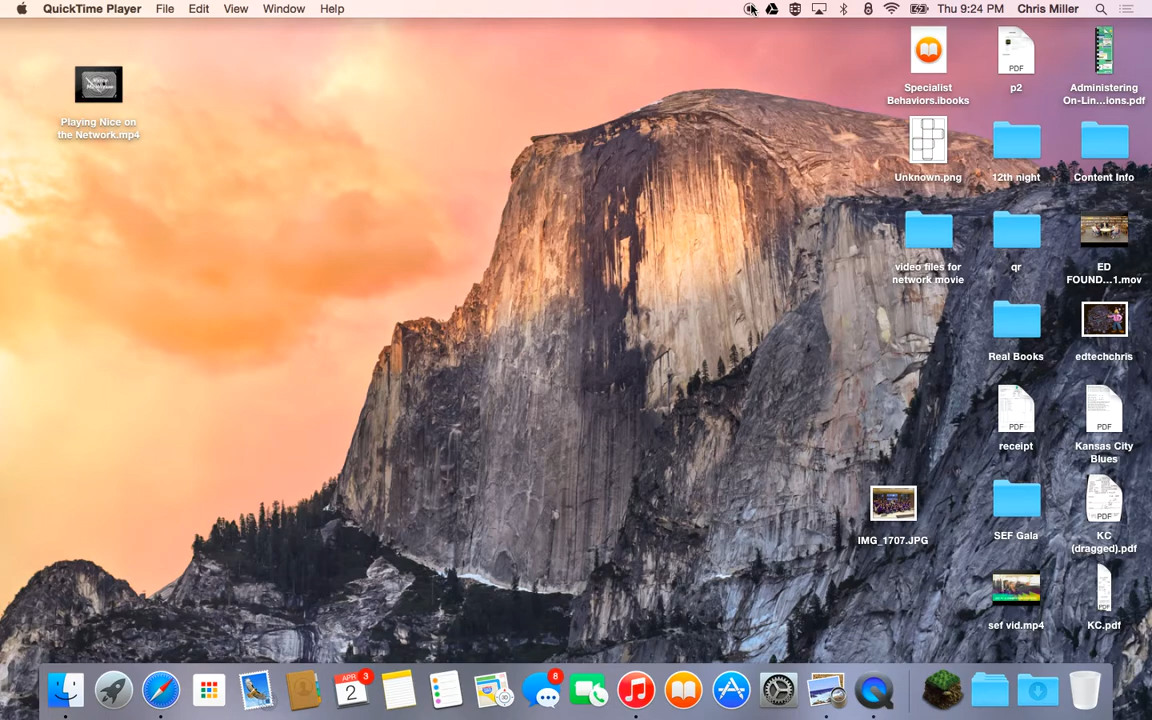 QuickTime Player File Edit View Window Help Thu 9:24 PM Chris Miller
Playing Nice on
the Network.mp4
Specialist
Behaviors.ibooks
PDF
p2
Administering
On-Lin...ions.pdf
Unknown.png
12th night
Content Info
video files for
network movie
qr
ED
FOUND...1.mov
Real Books
edtechchris
PDF
receipt
PDF
Kansas City
Blues
IMG_1707.JPG
SEF Gala
PDF
KC
(dragged).pdf
sef vid.mp4
PDF
KC.pdf
APR
2
3
8